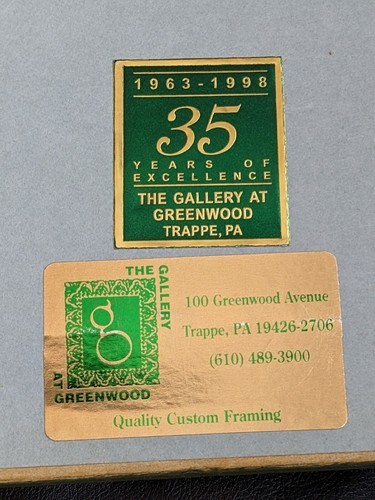 1963-1998
35
YEARS OF
EXCELLENCE
THE GALLERY AT
GREENWOOD
TRAPPE, PA
THE GALLERY
g
AT GREENWOOD
100 Greenwood Avenue
Trappe, PA 19426-2706
(610) 489-3900
Quality Custom Framing